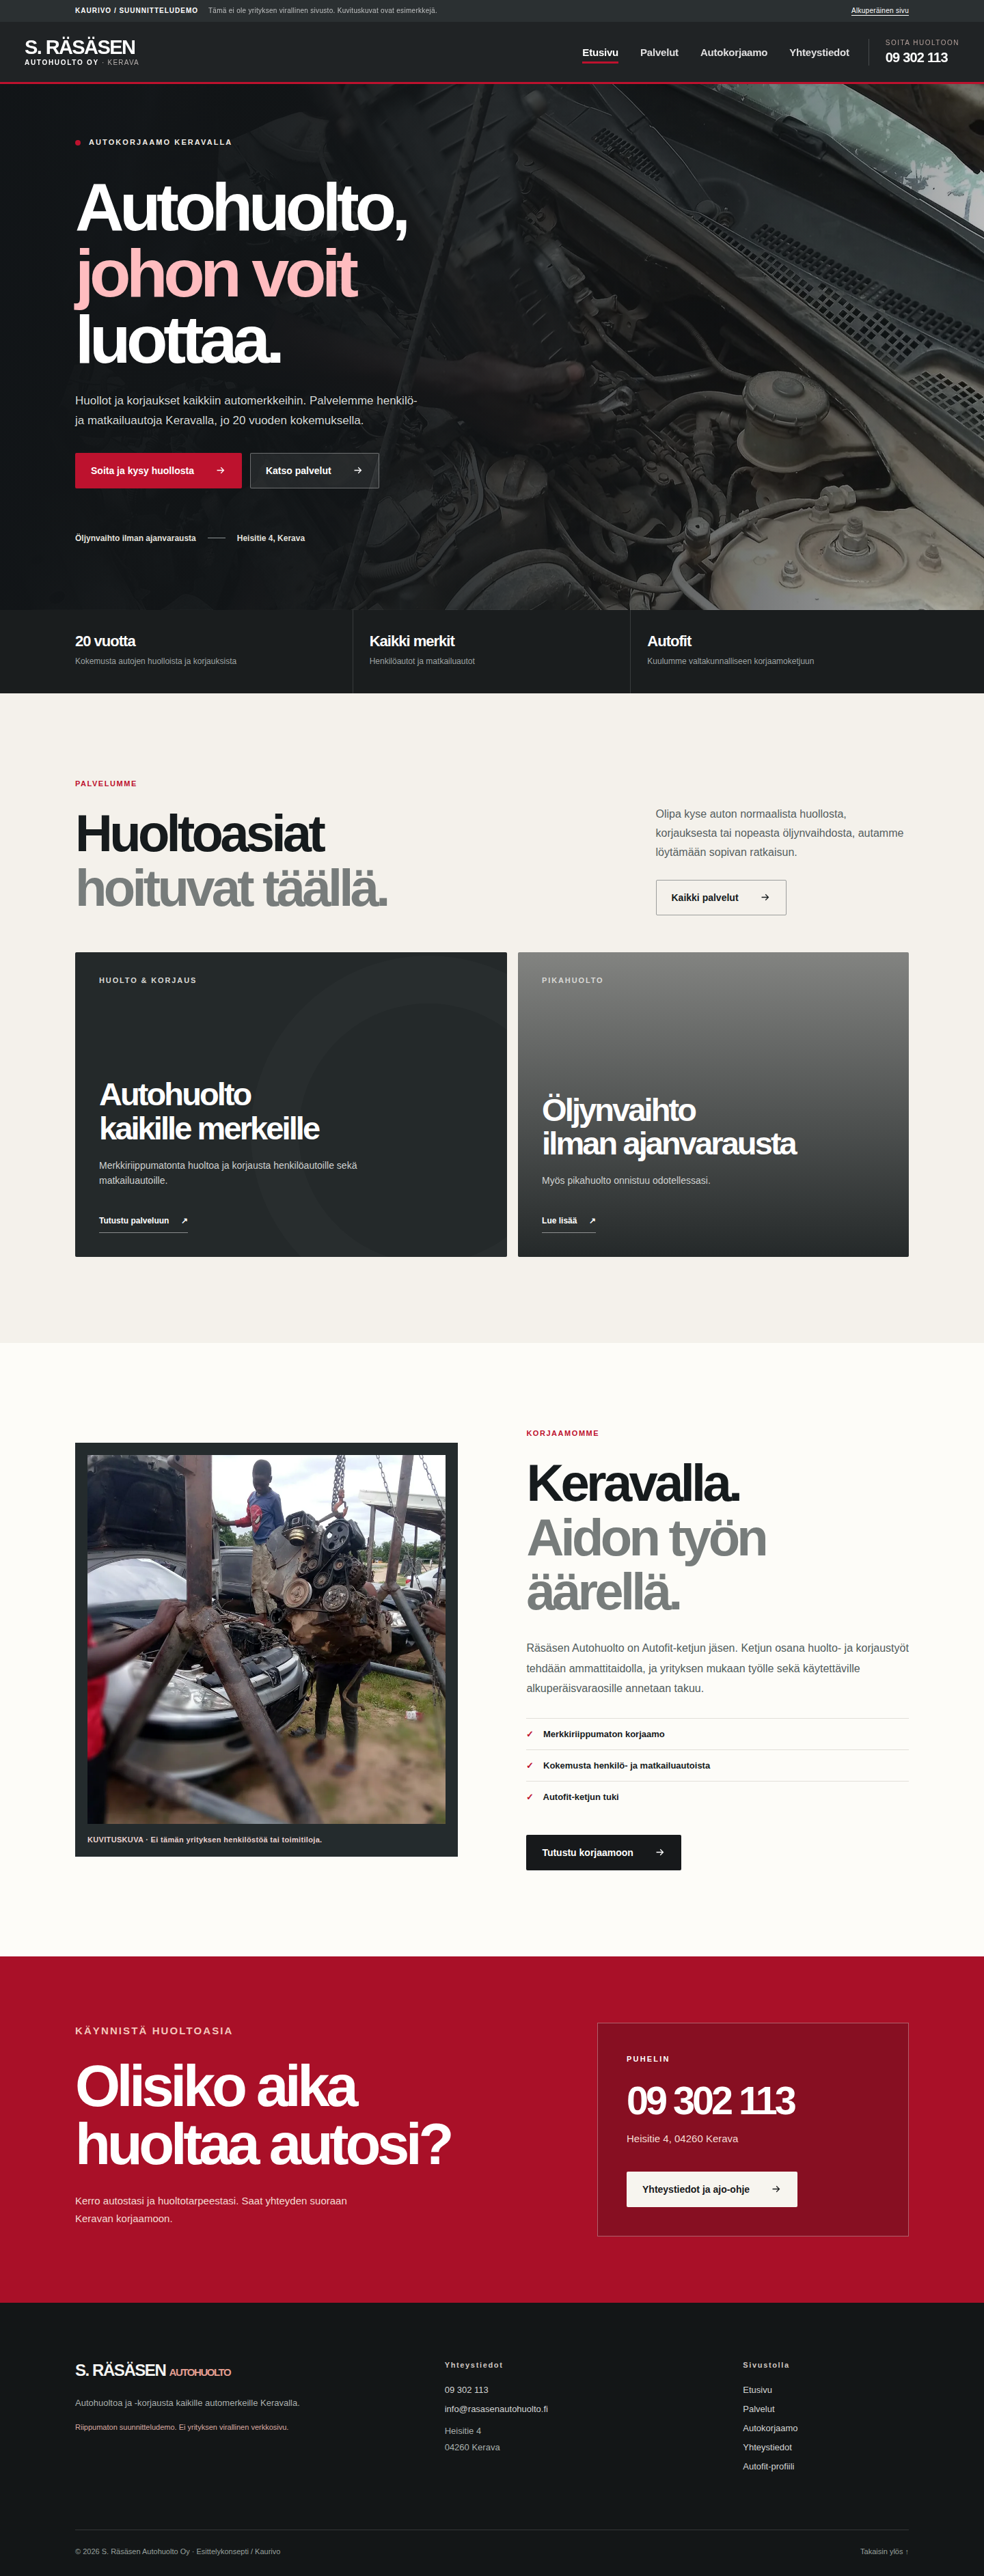 KAURIVO / SUUNNITTELUDEMO Tämä ei ole yrityksen virallinen sivusto. Kuvituskuvat ovat esimerkkejä. Alkuperäinen sivu
S. RÄSÄSEN
AUTOHUOLTO OY · KERAVA
Etusivu Palvelut Autokorjaamo Yhteystiedot
SOITA HUOLTOON
09 302 113
AUTOKORJAAMO KERAVALLA
Autohuolto,
johon voit
luottaa.
Huollot ja korjaukset kaikkiin automerkkeihin. Palvelemme henkilö-
ja matkailuautoja Keravalla, jo 20 vuoden kokemuksella.
Soita ja kysy huollosta → Katso palvelut →
Öljynvaihto ilman ajanvarausta — Heisitie 4, Kerava
20 vuotta
Kokemusta autojen huolloista ja korjauksista
Kaikki merkit
Henkilöautot ja matkailuautot
Autofit
Kuulumme valtakunnalliseen korjaamoketjuun
PALVELUMME
Huoltoasiat
hoituvat täällä.
Olipa kyse auton normaalista huollosta,
korjauksesta tai nopeasta öljynvaihdosta, autamme
löytämään sopivan ratkaisun.
Kaikki palvelut →
HUOLTO & KORJAUS
Autohuolto
kaikille merkeille
Merkkiriippumatonta huoltoa ja korjausta henkilöautoille sekä
matkailuautoille.
Tutustu palveluun ↗
PIKAHUOLTO
Öljynvaihto
ilman ajanvarausta
Myös pikahuolto onnistuu odotellessasi.
Lue lisää ↗
KUVITUSKUVA · Ei tämän yrityksen henkilöstöä tai toimitiloja.
KORJAAMOMME
Keravalla.
Aidon työn
äärellä.
Räsäsen Autohuolto on Autofit-ketjun jäsen. Ketjun osana huolto- ja korjaustyöt
tehdään ammattitaidolla, ja yrityksen mukaan työlle sekä käytettäville
alkuperäisvaraosille annetaan takuu.
✓ Merkkiriippumaton korjaamo
✓ Kokemusta henkilö- ja matkailuautoista
✓ Autofit-ketjun tuki
Tutustu korjaamoon →
KÄYNNISTÄ HUOLTOASIA
Olisiko aika
huoltaa autosi?
Kerro autostasi ja huoltotarpeestasi. Saat yhteyden suoraan
Keravan korjaamoon.
PUHELIN
09 302 113
Heisitie 4, 04260 Kerava
Yhteystiedot ja ajo-ohje →
S. RÄSÄSEN AUTOHUOLTO
Autohuoltoa ja -korjausta kaikille automerkeille Keravalla.
Riippumaton suunnitteludemo. Ei yrityksen virallinen verkkosivu.
Yhteystiedot
09 302 113
info@rasasenautohuolto.fi
Heisitie 4
04260 Kerava
Sivustolla
Etusivu
Palvelut
Autokorjaamo
Yhteystiedot
Autofit-profiili
© 2026 S. Räsäsen Autohuolto Oy · Esittelykonsepti / Kaurivo
Takaisin ylös ↑